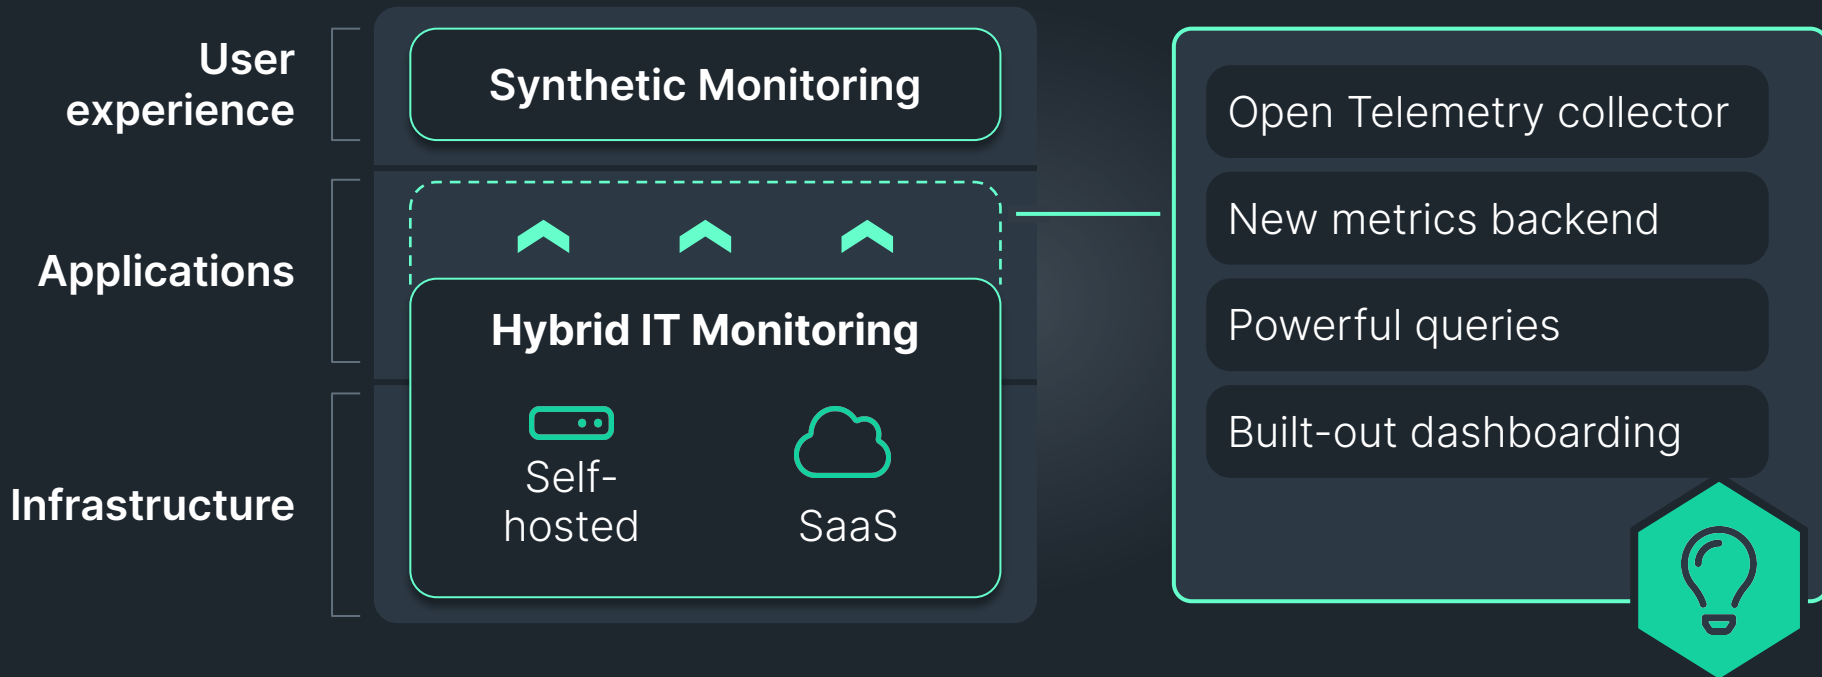 User
experience
Synthetic Monitoring
Applications
Hybrid IT Monitoring
Infrastructure
Self-
hosted
SaaS
Open Telemetry collector
New metrics backend
Powerful queries
Built-out dashboarding